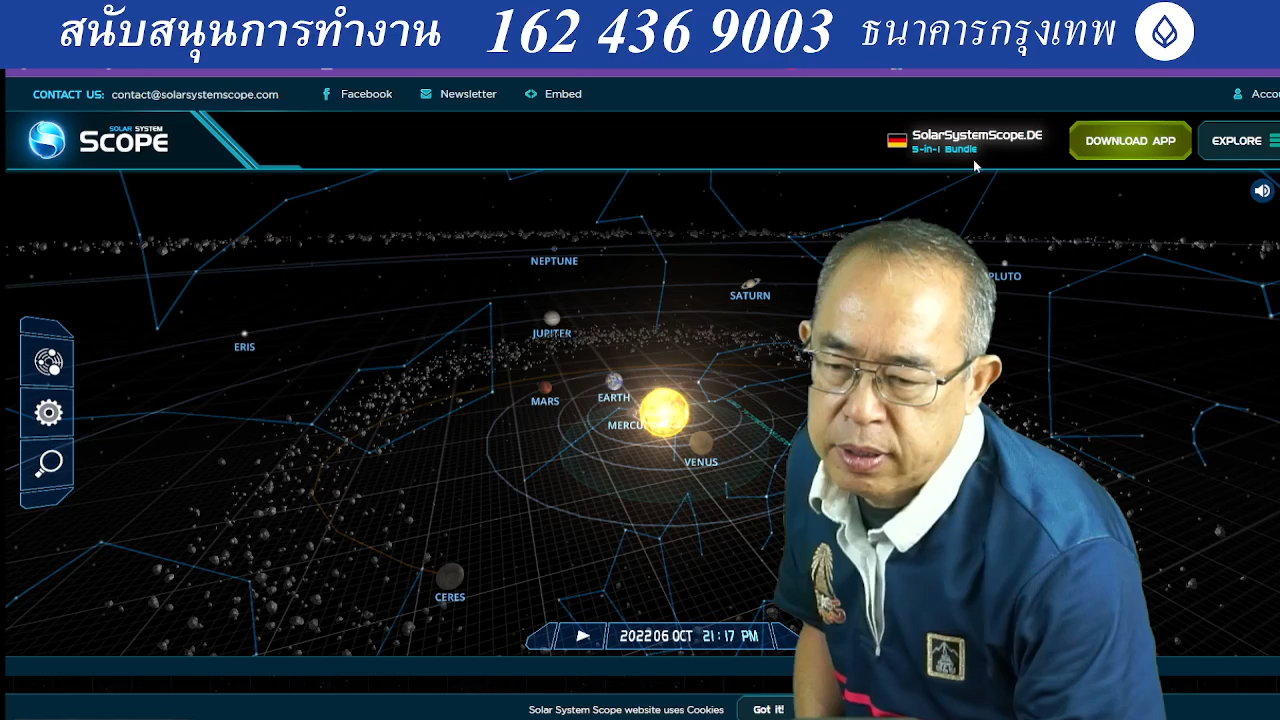 สนับสนุนการทำงาน 162 436 9003 ธนาคารกรุงเทพ
CONTACT US: contact@solarsystemscope.com Facebook Newsletter Embed
SOLAR SYSTEM
SCOPE
SolarSystemScope.DE
5-in-1 Bundle
DOWNLOAD APP
EXPLORE
NEPTUNE
PLUTO
SATURN
JUPITER
ERIS
EARTH
MARS
VENUS
CERES
2022 06 OCT 21:17 PM
Solar System Scope website uses Cookies Got it!